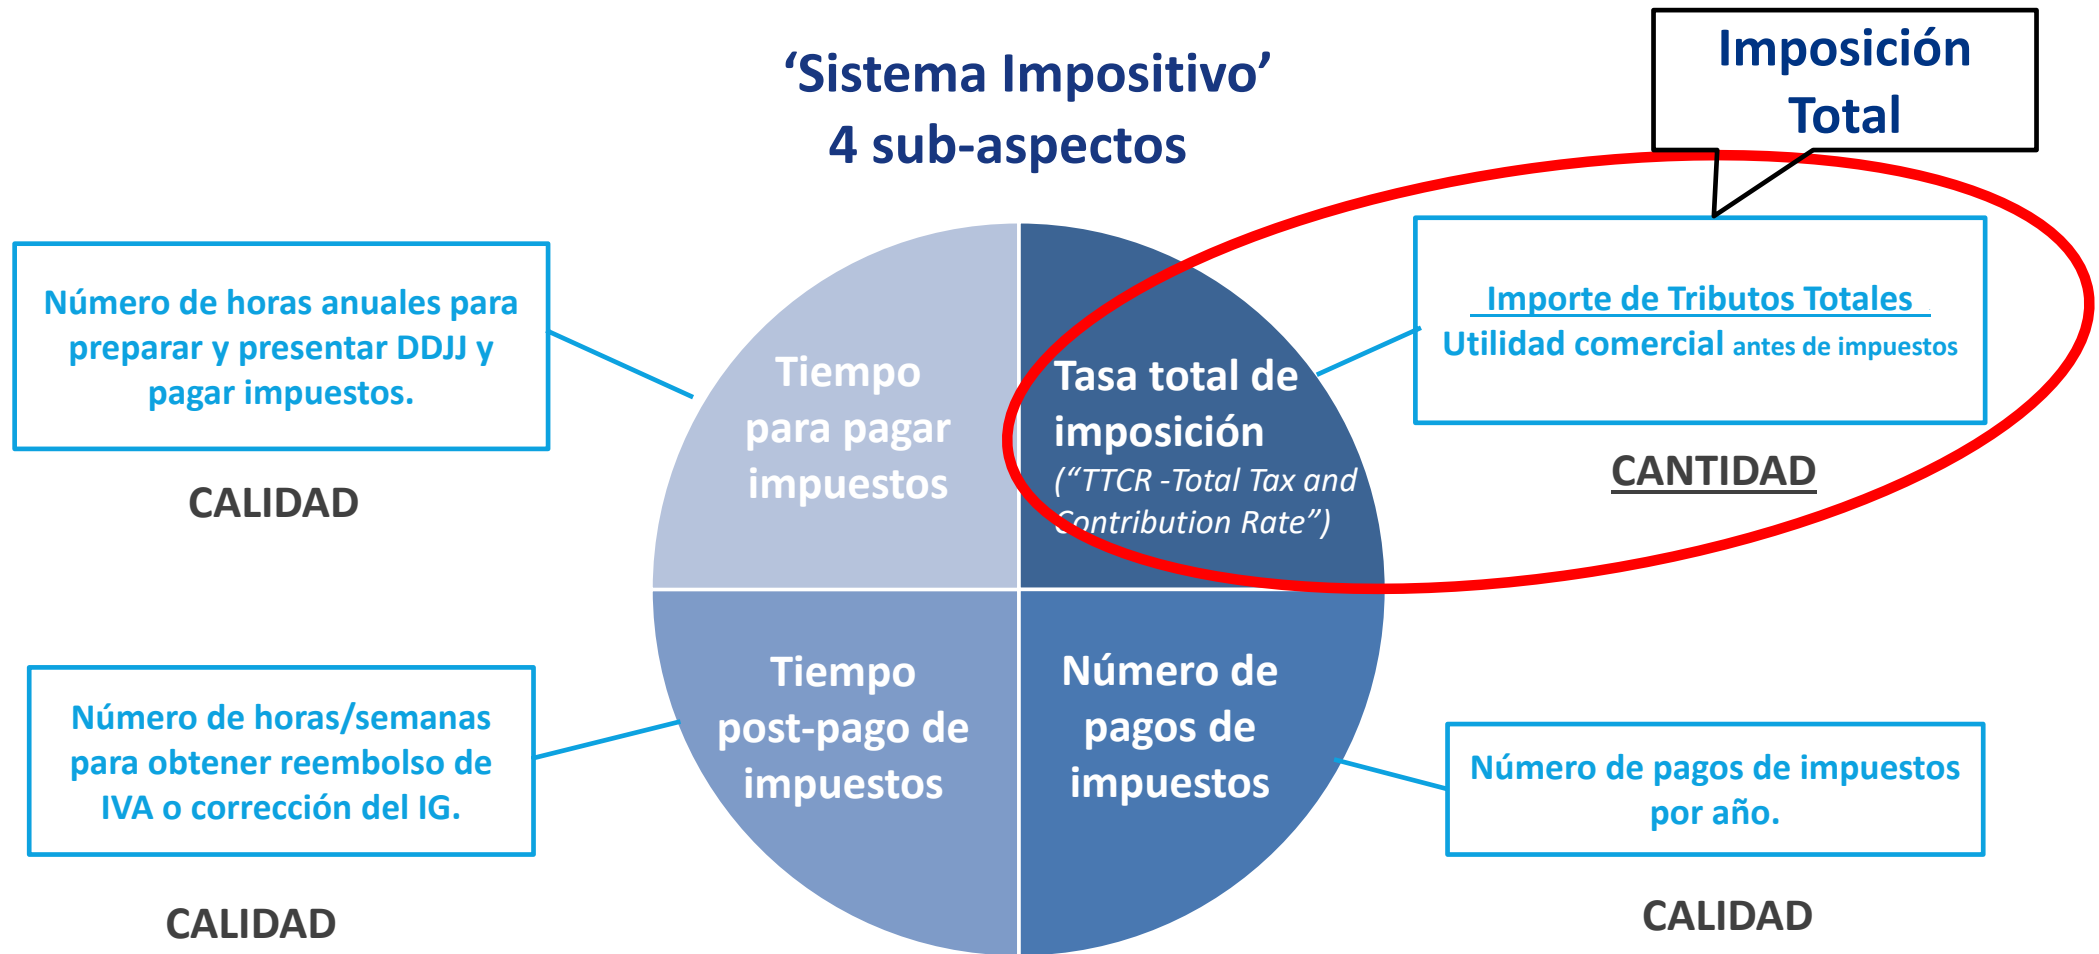 ‘Sistema Impositivo’
4 sub-aspectos
Imposición
Total
Número de horas anuales para
preparar y presentar DDJJ y
pagar impuestos.
CALIDAD
Tiempo
para pagar
impuestos
Tasa total de
imposición
(“TTCR -Total Tax and
Contribution Rate”)
Importe de Tributos Totales
Utilidad comercial antes de impuestos
CANTIDAD
Número de horas/semanas
para obtener reembolso de
IVA o corrección del IG.
CALIDAD
Tiempo
post-pago de
impuestos
Número de
pagos de
impuestos
Número de pagos de impuestos
por año.
CALIDAD